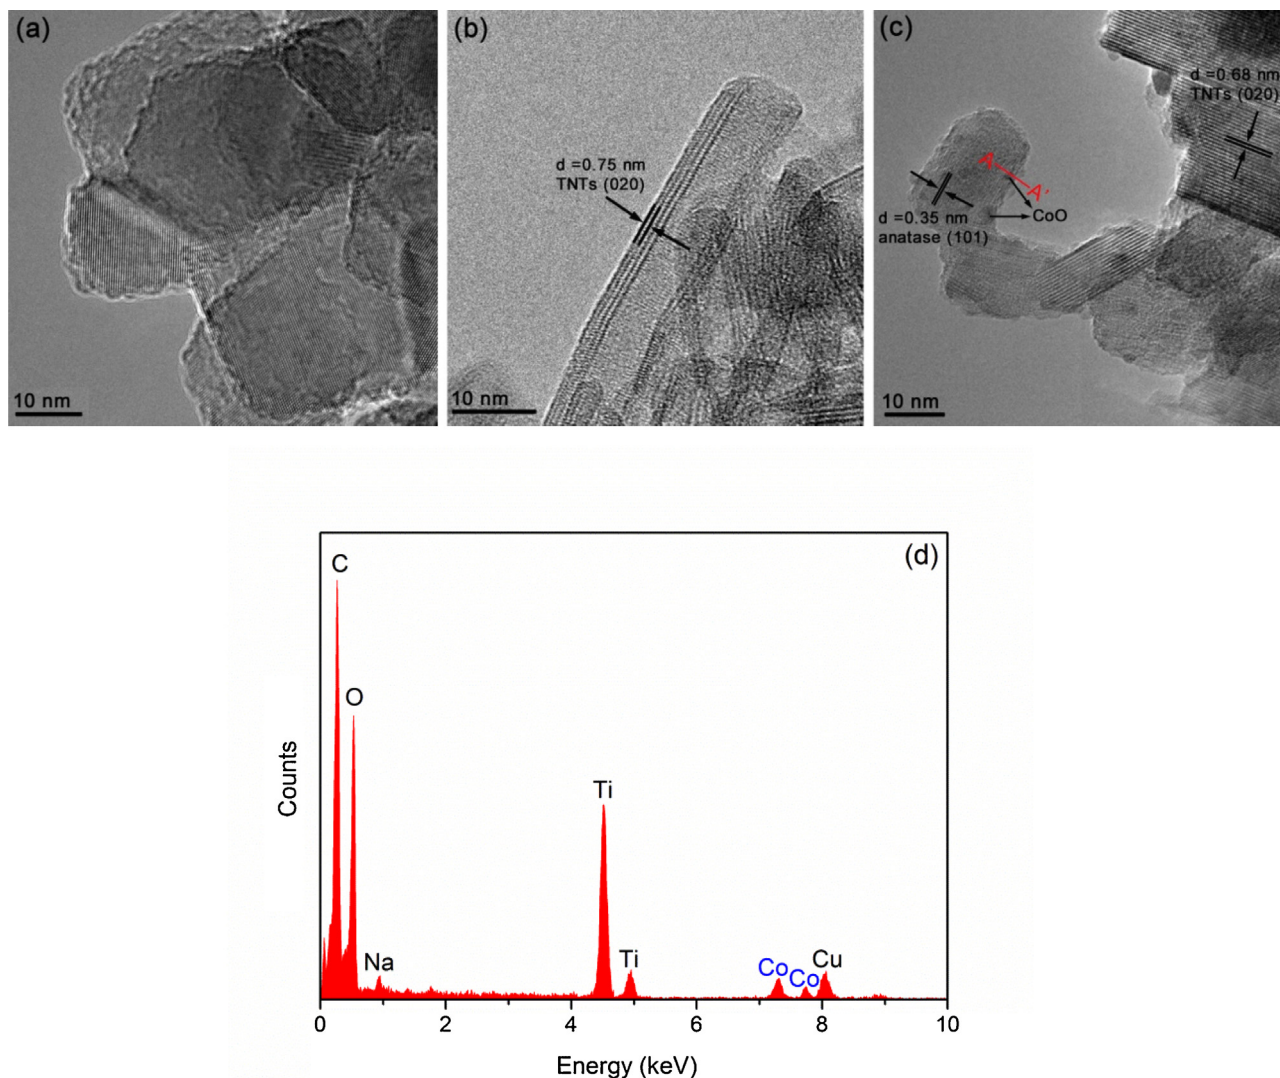 (a)
10 nm
(b)
d =0.75 nm
TNTs (020)
10 nm
(c)
d =0.68 nm
TNTs (020)
A
A'
CoO
d =0.35 nm
anatase (101)
10 nm
(d)
C
O
Na
Ti
Ti
Co
Co
Cu
Counts
0
2
4
6
8
10
Energy (keV)